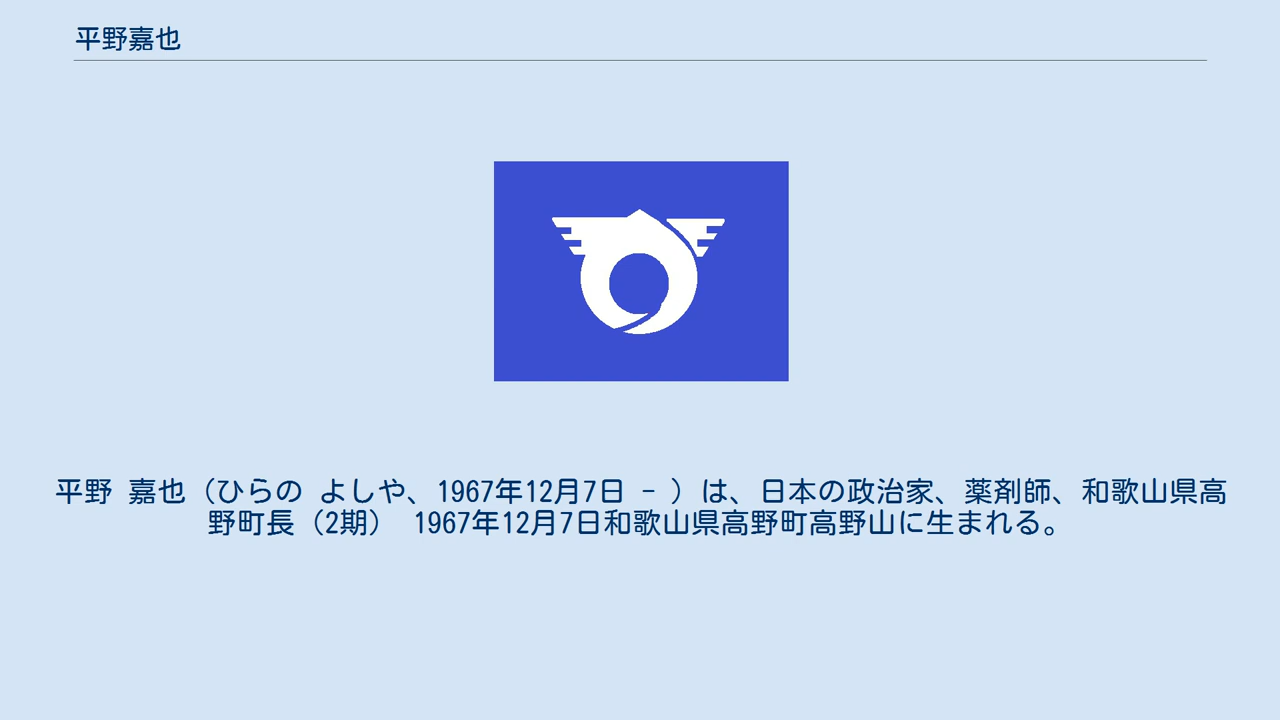 平野嘉也
平野 嘉也（ひらの よしや、1967年12月7日 - ）は、日本の政治家、薬剤師、和歌山県高
野町長（2期） 1967年12月7日和歌山県高野町高野山に生まれる。